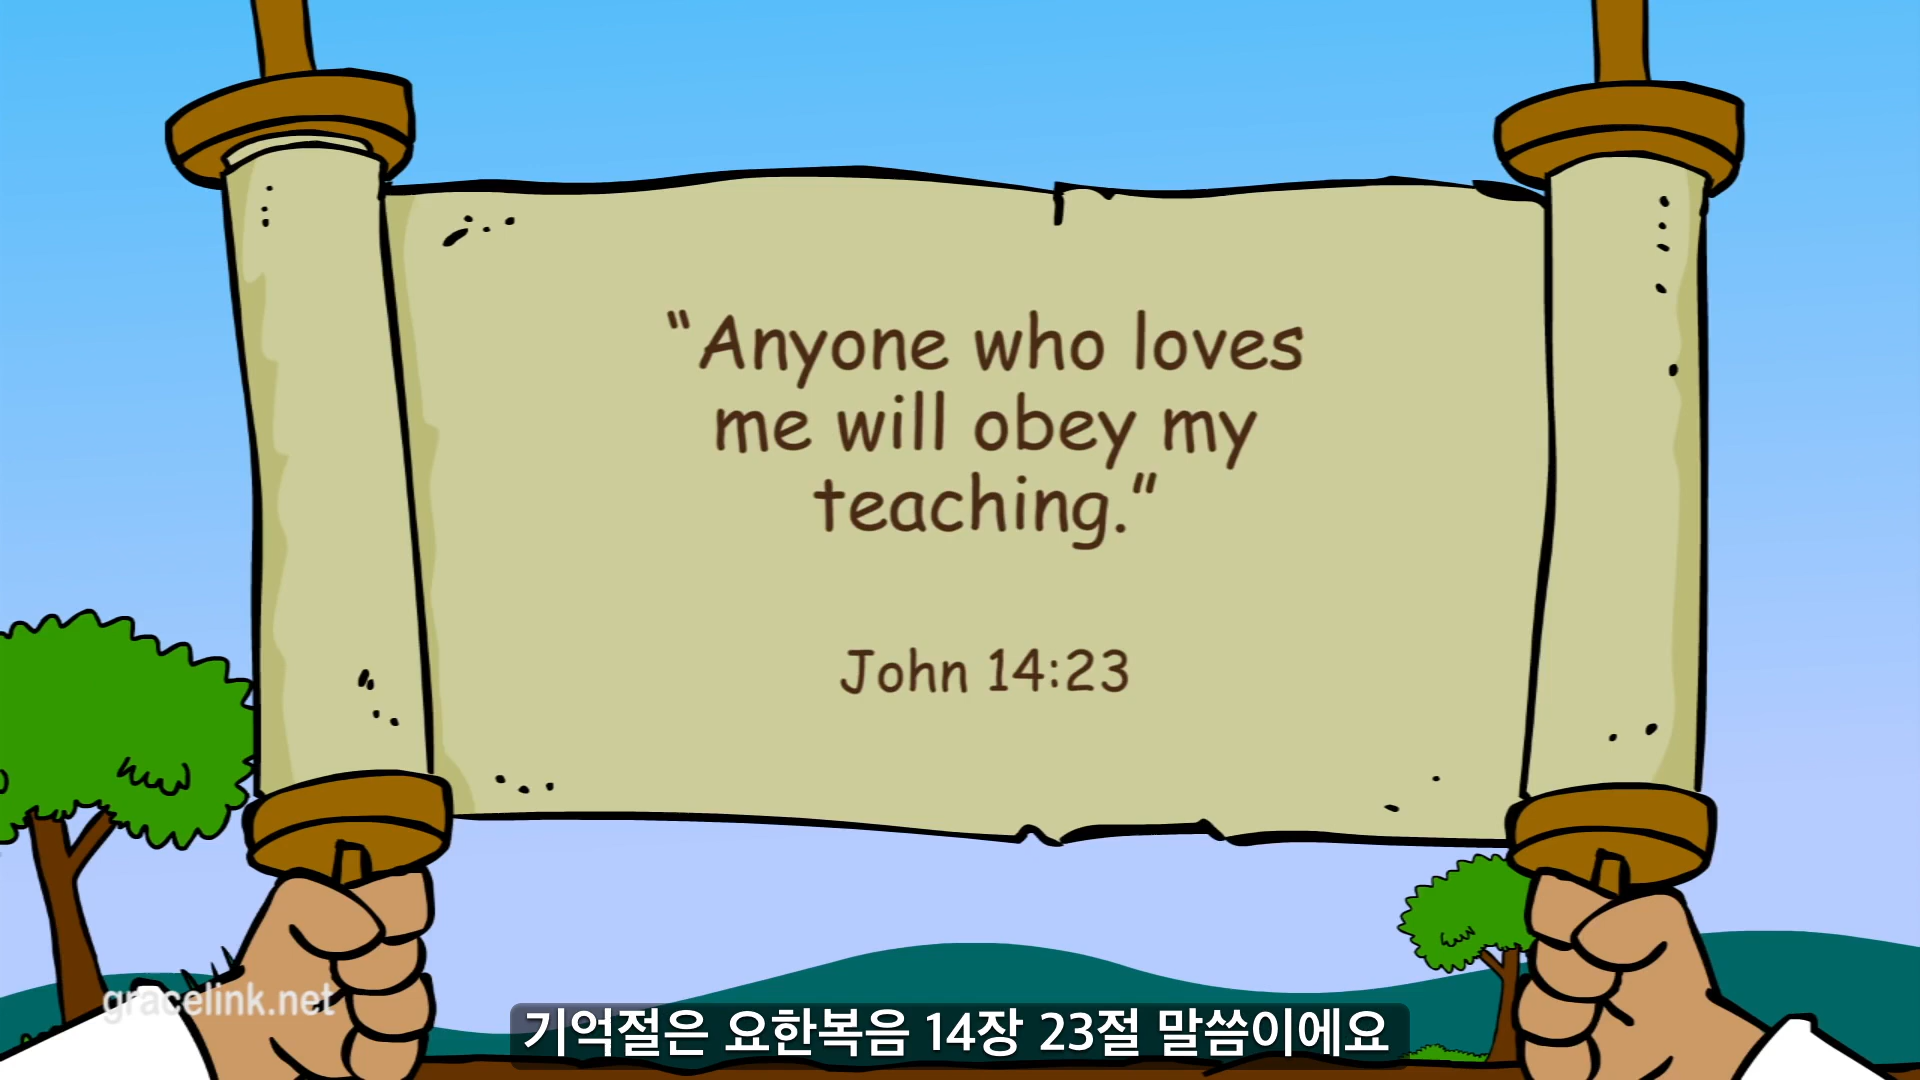 “Anyone who loves
me will obey my
teaching.”
John 14:23
gracelink.net
기억절은 요한복음 14장 23절 말씀이에요